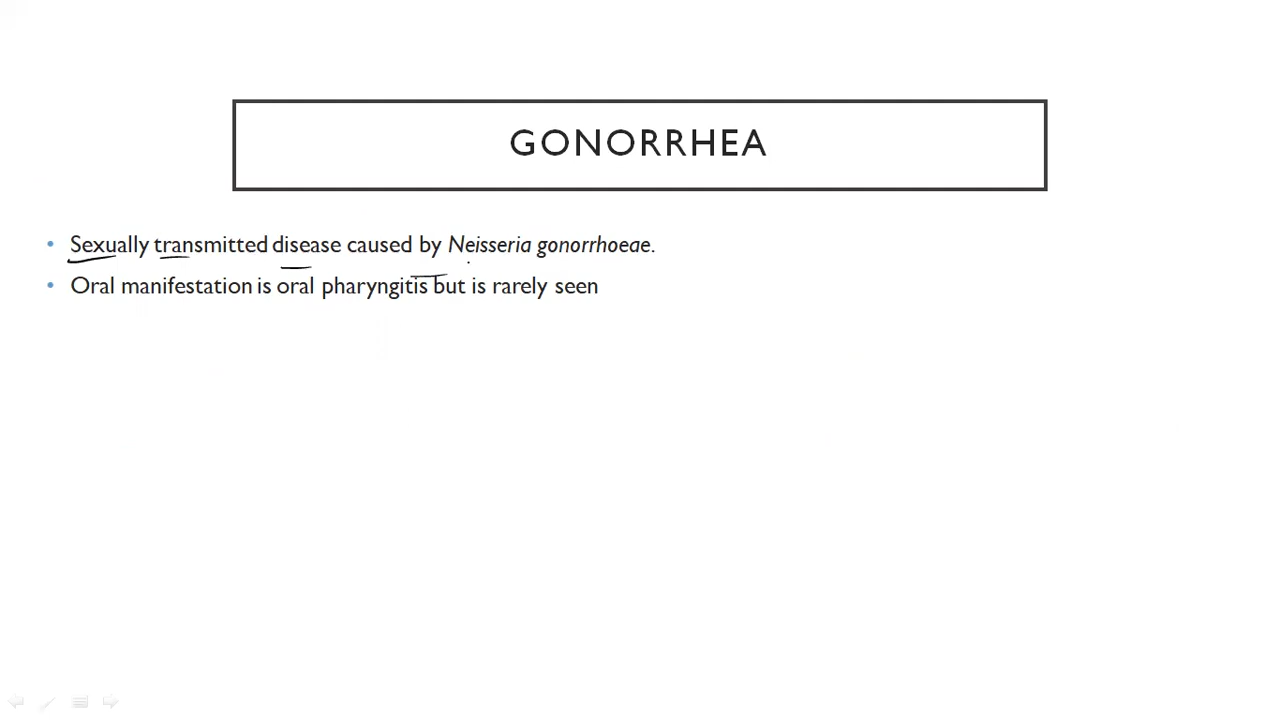 GONORRHEA
• Sexually transmitted disease caused by Neisseria gonorrhoeae.
• Oral manifestation is oral pharyngitis but is rarely seen